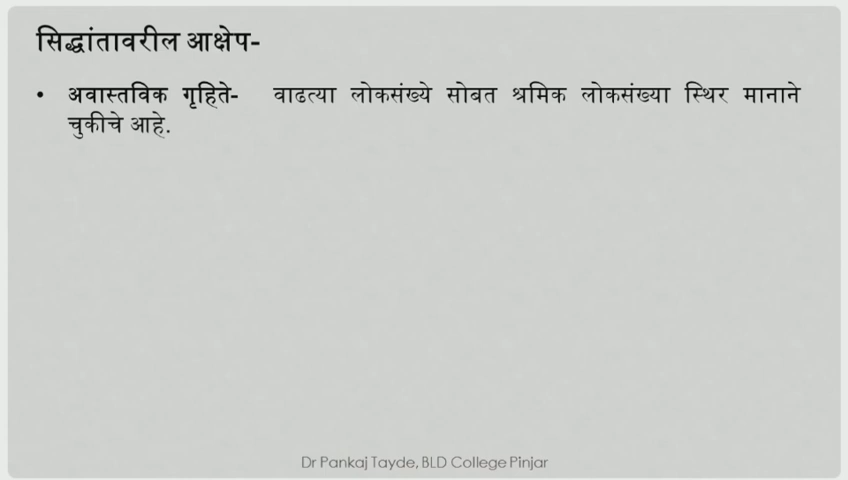 सिद्धांतावरील आक्षेप-
• अवास्तविक गृहिते- वाढत्या लोकसंख्ये सोबत श्रमिक लोकसंख्या स्थिर मानाने
चुकीचे आहे.
Dr Pankaj Tayde, BLD College Pinjar